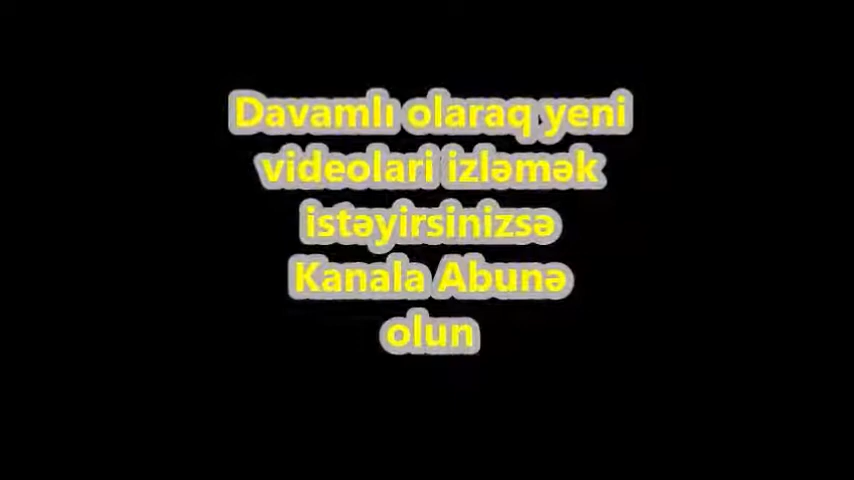 Davamlı olaraq yeni
videolari izləmək
istəyirsinizsə
Kanala Abunə
olun